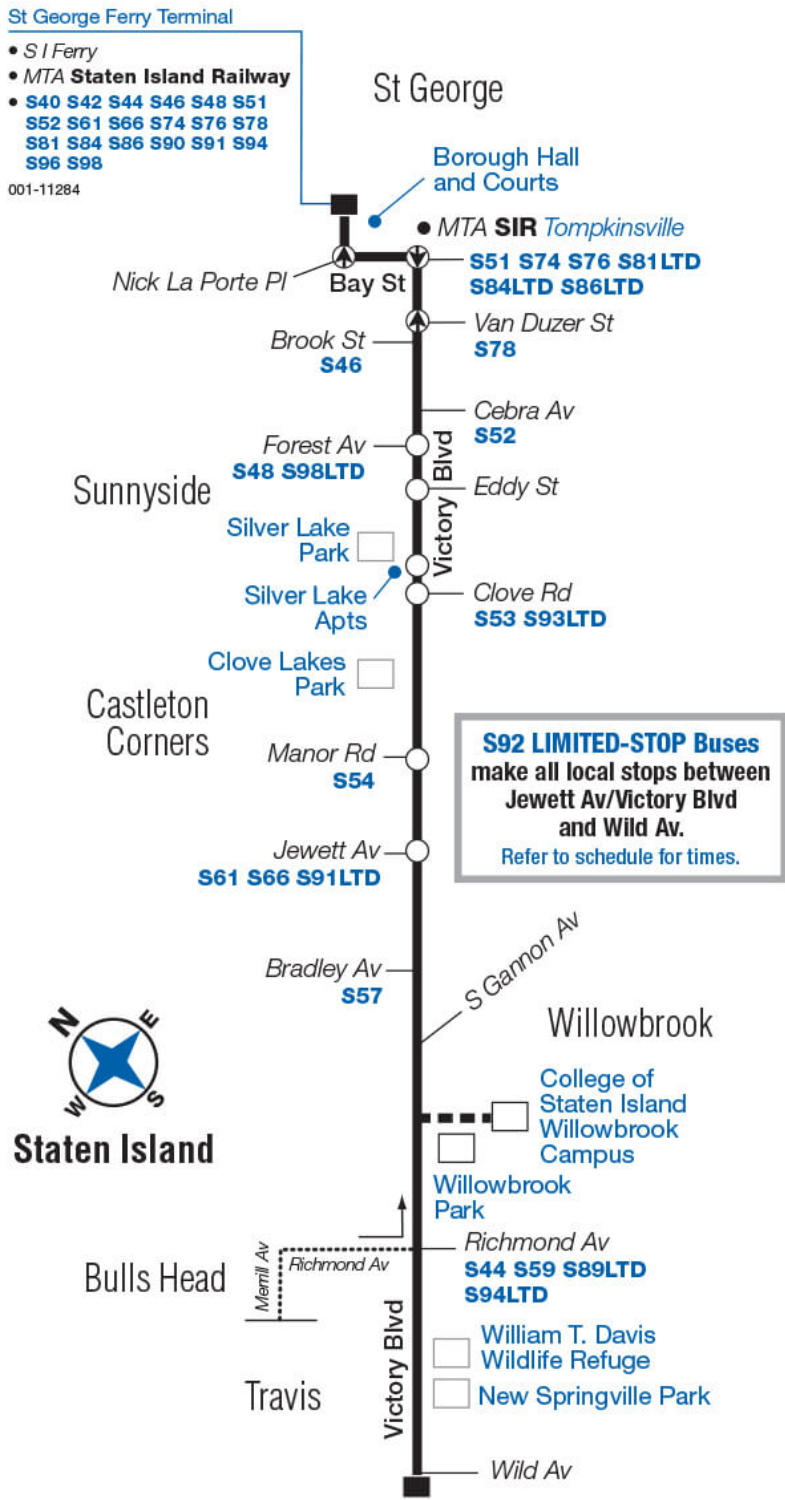 St George Ferry Terminal
• S I Ferry
• MTA Staten Island Railway
• S40 S42 S44 S46 S48 S51
S52 S61 S66 S74 S76 S78
S81 S84 S86 S90 S91 S94
S96 S98
001-11284
St George
Borough Hall
and Courts
• MTA SIR Tompkinsville
S51 S74 S76 S81LTD
S84LTD S86LTD
Nick La Porte Pl
Bay St
Van Duzer St
S78
Brook St
S46
Cebra Av
S52
Forest Av
S48 S98LTD
Victory Blvd
Sunnyside
Eddy St
Silver Lake
Park
Silver Lake
Apts
Clove Rd
S53 S93LTD
Clove Lakes
Park
Castleton
Corners
Manor Rd
S54
S92 LIMITED-STOP Buses
make all local stops between
Jewett Av/Victory Blvd
and Wild Av.
Refer to schedule for times.
Jewett Av
S61 S66 S91LTD
Bradley Av
S57
S Gannon Av
N
E
W
S
Staten Island
Willowbrook
College of
Staten Island
Willowbrook
Campus
Willowbrook
Park
Richmond Av
S44 S59 S89LTD
S94LTD
Merrill Av
Richmond Av
Bulls Head
Victory Blvd
William T. Davis
Wildlife Refuge
New Springville Park
Travis
Wild Av